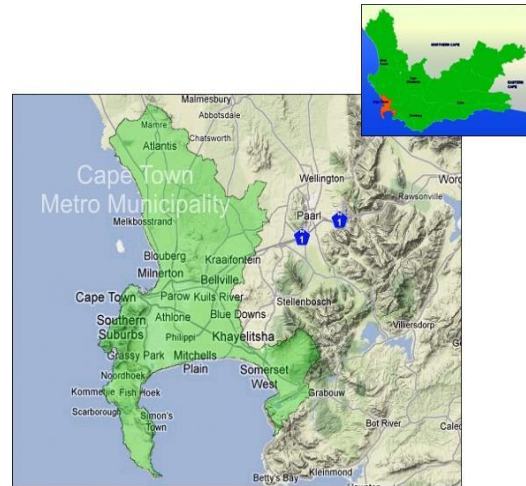 NORTHERN CAPE
EASTERN
CAPE
Malmesbury
Abbotsdale
Mamre
Chatsworth
Atlantis
Cape Town
Metro Municipality
Wellington
Rawsonville
Paarl
1
1
Melkbosstrand
Blouberg
Kraaifontein
Milnerton
Bellville
Cape Town
Parow
Kuils River
Stellenbosch
Southern
Suburbs
Athlone
Blue Downs
Villiersdorp
Philippi
Khayelitsha
Grassy Park
Mitchells
Plain
Somerset
West
Noordhoek
Kommetjie
Fish Hoek
Grabouw
Scarborough
Simon's
Town
Bot River
Kleinmond
Betty's Bay